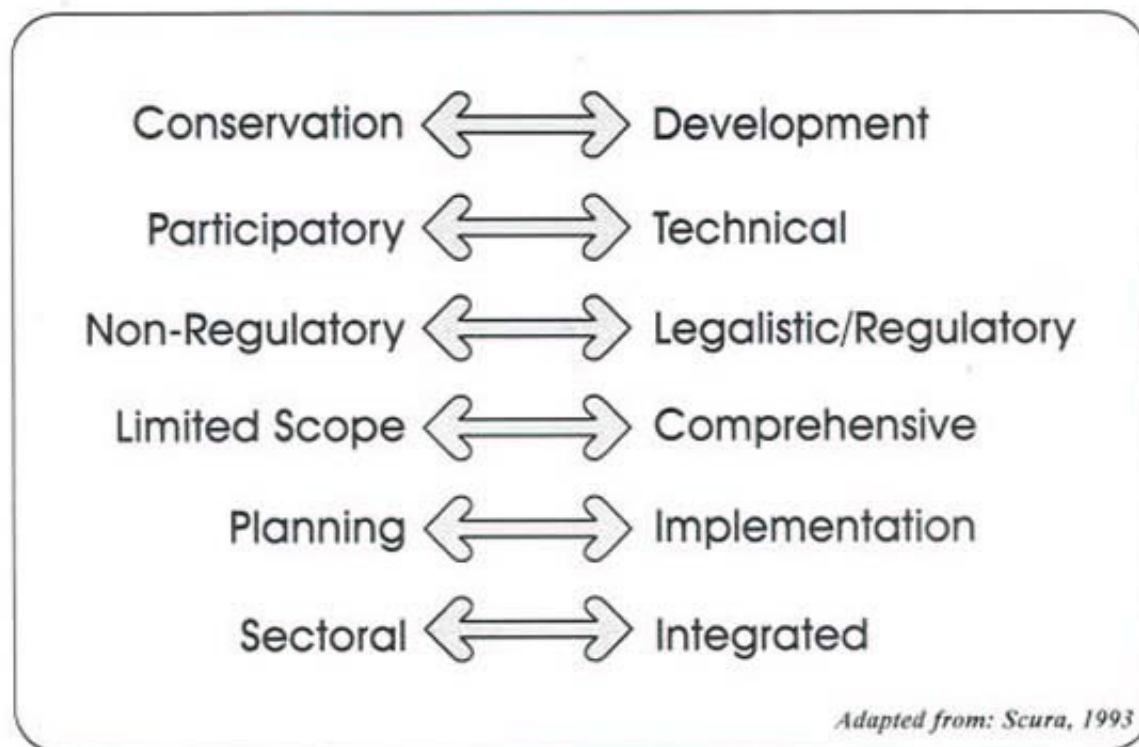 Conservation Development
Participatory Technical
Non-Regulatory Legalistic/Regulatory
Limited Scope Comprehensive
Planning Implementation
Sectoral Integrated
Adapted from: Scura, 1993